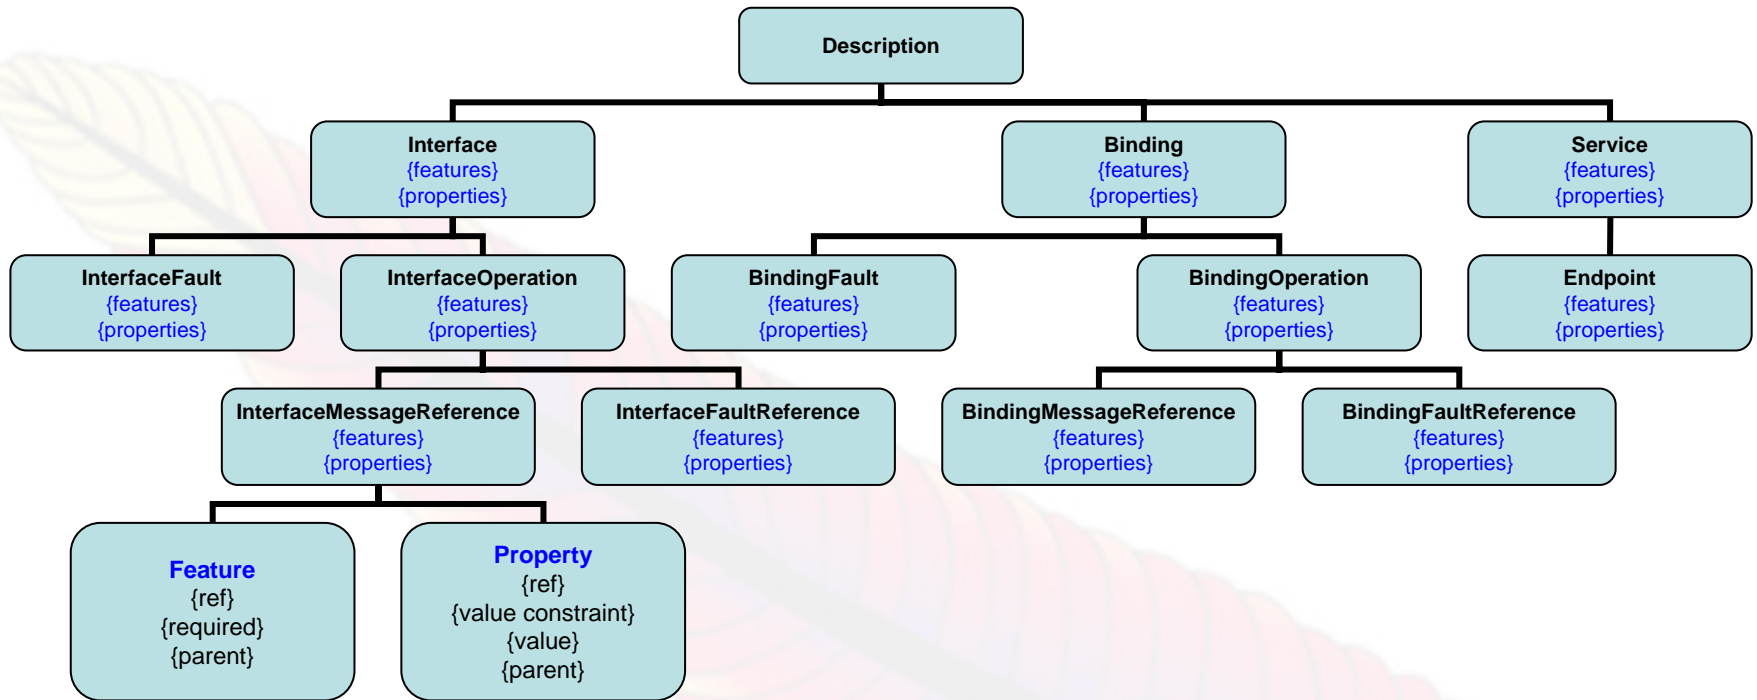 Description
Interface
{features}
{properties}
Binding
{features}
{properties}
Service
{features}
{properties}
InterfaceFault
{features}
{properties}
InterfaceOperation
{features}
{properties}
BindingFault
{features}
{properties}
BindingOperation
{features}
{properties}
Endpoint
{features}
{properties}
InterfaceMessageReference
{features}
{properties}
InterfaceFaultReference
{features}
{properties}
BindingMessageReference
{features}
{properties}
BindingFaultReference
{features}
{properties}
Feature
{ref}
{required}
{parent}
Property
{ref}
{value constraint}
{value}
{parent}